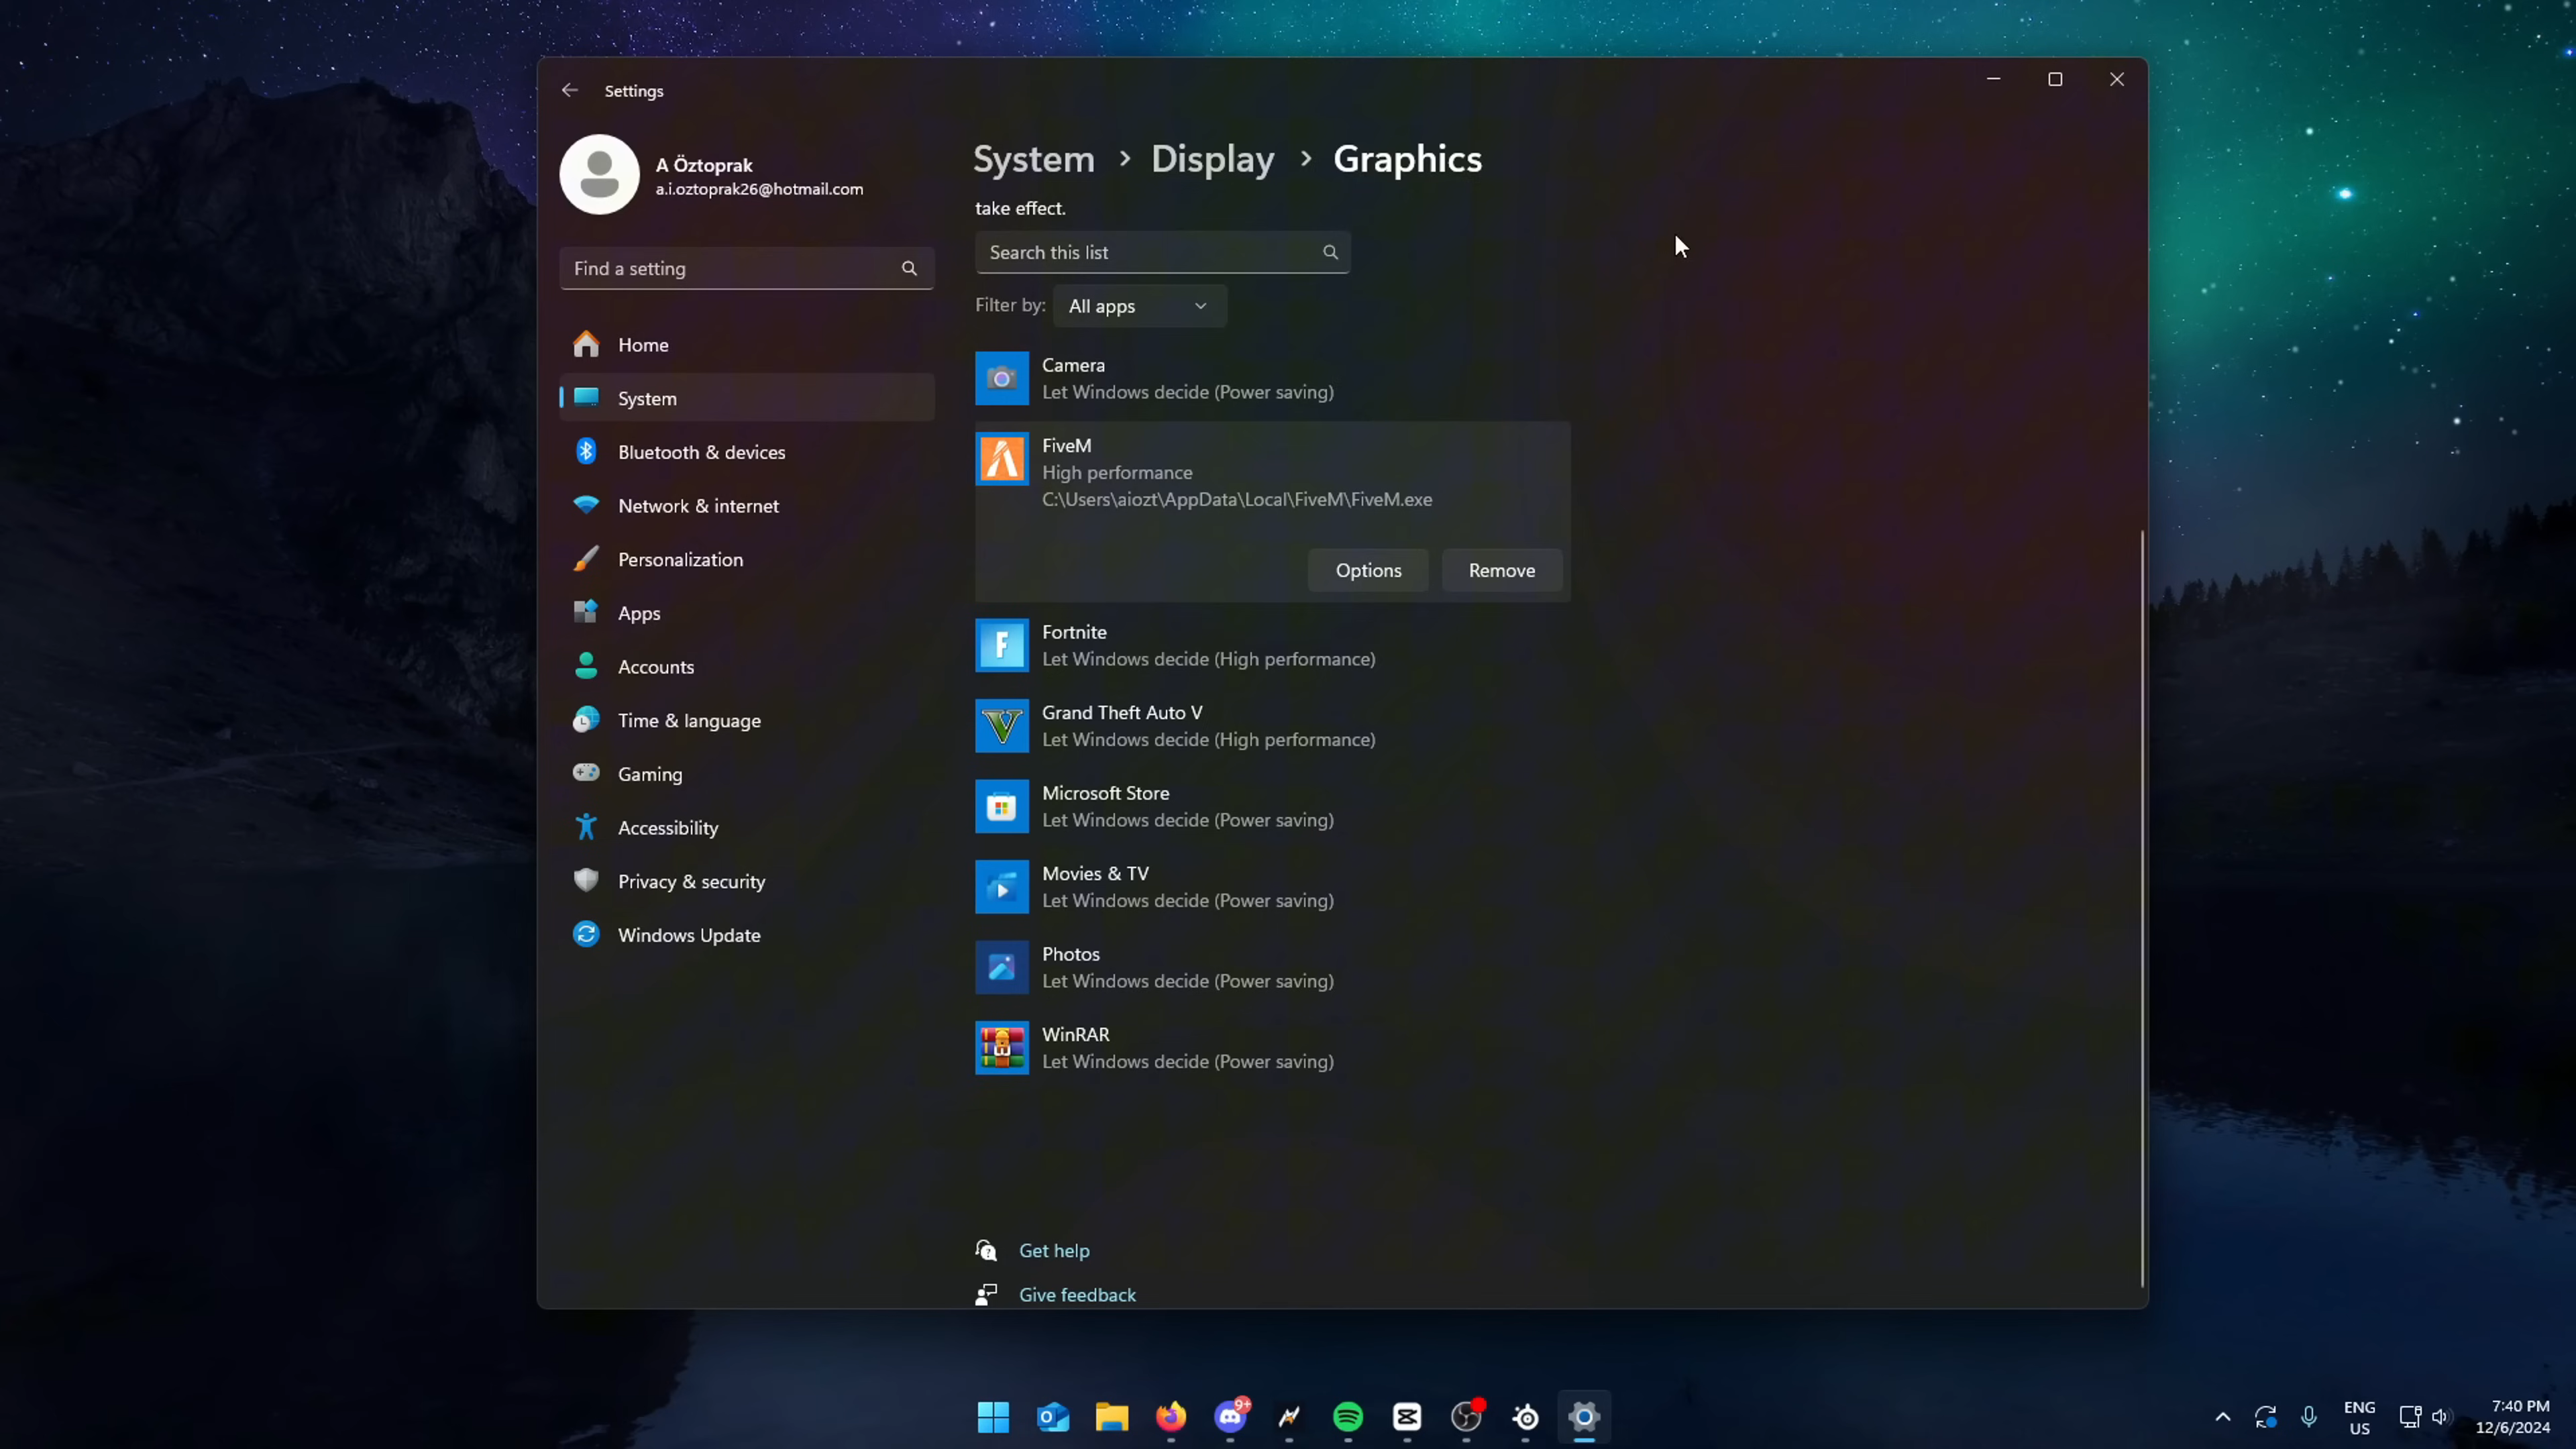 Settings
A Öztoprak
a.i.oztoprak26@hotmail.com
Find a setting
Home
System
Bluetooth & devices
Network & internet
Personalization
Apps
Accounts
Time & language
Gaming
Accessibility
Privacy & security
Windows Update
System > Display > Graphics
take effect.
Search this list
Filter by: All apps
Camera
Let Windows decide (Power saving)
FiveM
High performance
C:\Users\aiozt\AppData\Local\FiveM\FiveM.exe
Options Remove
Fortnite
Let Windows decide (High performance)
Grand Theft Auto V
Let Windows decide (High performance)
Microsoft Store
Let Windows decide (Power saving)
Movies & TV
Let Windows decide (Power saving)
Photos
Let Windows decide (Power saving)
WinRAR
Let Windows decide (Power saving)
Get help
Give feedback
9+
ENG
US
7:40 PM
12/6/2024